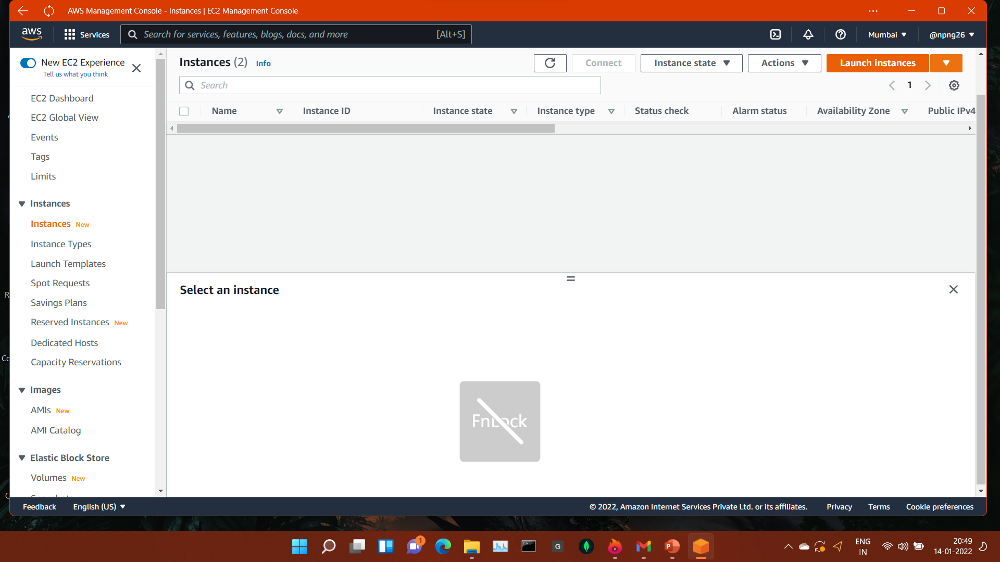 AWS Management Console - Instances | EC2 Management Console
aws
Services
Search for services, features, blogs, docs, and more [Alt+S]
Mumbai
@npng26
New EC2 Experience
Tell us what you think
EC2 Dashboard
EC2 Global View
Events
Tags
Limits
Instances
Instances New
Instance Types
Launch Templates
Spot Requests
Savings Plans
Reserved Instances New
Dedicated Hosts
Capacity Reservations
Images
AMIs New
AMI Catalog
Elastic Block Store
Volumes New
Instances (2) Info
Connect
Instance state
Actions
Launch instances
Search
1
Name Instance ID Instance state Instance type Status check Alarm status Availability Zone Public IPv4
Select an instance
FnLock
Feedback English (US)
© 2022, Amazon Internet Services Private Ltd. or its affiliates. Privacy Terms Cookie preferences
1
G
P
ENG
IN
20:49
14-01-2022